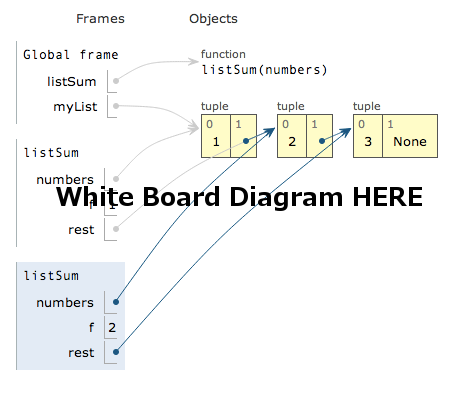 Frames Objects
Global frame
function
listSum
listSum(numbers)
myList
tuple tuple tuple
0 1 0 1 0 1
1 2 3 None
listSum
numbers
White Board Diagram HERE
f 1
rest
listSum
numbers
f 2
rest